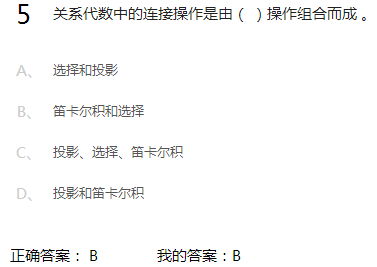 5 关系代数中的连接操作是由（ ）操作组合而成 。
A、 选择和投影
B、 笛卡尔积和选择
C、 投影、选择、笛卡尔积
D、 投影和笛卡尔积
正确答案： B 我的答案：B